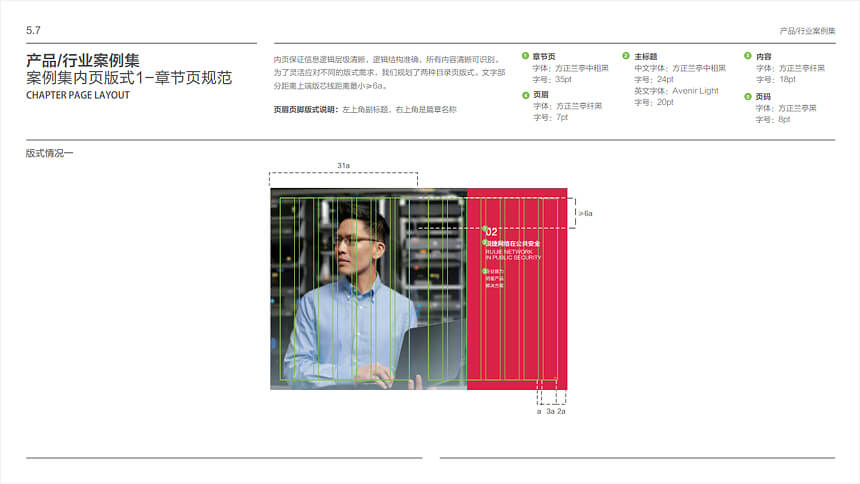 5.7
产品/行业案例集
产品/行业案例集
案例集内页版式1-章节页规范
CHAPTER PAGE LAYOUT
内页保证信息逻辑层级清晰，逻辑结构准确，所有内容清晰可识别。
为了灵活应对不同的版式需求，我们规划了两种目录页版式，文字部
分距离上端版芯线距离最小≥6a。
页眉页脚版式说明：左上角副标题，右上角是篇章名称
1 章节页
字体：方正兰亭中粗黑
字号：35pt
4 页眉
字体：方正兰亭纤黑
字号：7pt
2 主标题
中文字体：方正兰亭中粗黑
字号：24pt
英文字体：Avenir Light
字号：20pt
3 内容
字体：方正兰亭纤黑
字号：18pt
页码
字体：方正兰亭黑
字号：8pt
版式情况一
31a
≥6a
02
锐捷网络在公共安全
RUIJIE NETWORK
IN PUBLIC SECURITY
解决方案
a 3a 2a